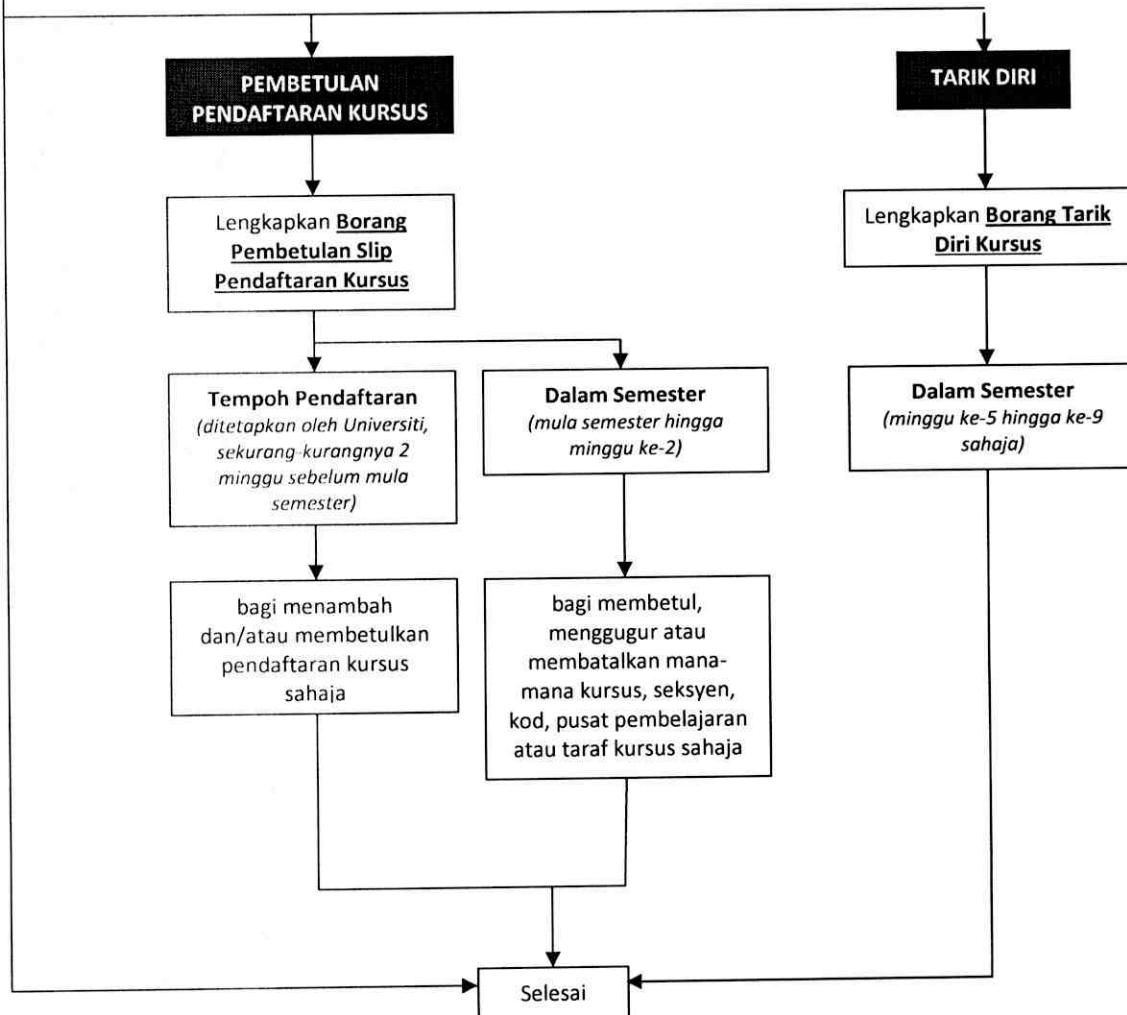 PEMBETULAN
PENDAFTARAN KURSUS
Lengkapkan Borang
Pembetulan Slip
Pendaftaran Kursus
Tempoh Pendaftaran
(ditetapkan oleh Universiti,
sekurang-kurangnya 2
minggu sebelum mula
semester)
bagi menambah
dan/atau membetulkan
pendaftaran kursus
sahaja
Dalam Semester
(mula semester hingga
minggu ke-2)
bagi membetul,
menggugur atau
membatalkan mana-
mana kursus, seksyen,
kod, pusat pembelajaran
atau taraf kursus sahaja
TARIK DIRI
Lengkapkan Borang Tarik
Diri Kursus
Dalam Semester
(minggu ke-5 hingga ke-9
sahaja)
Selesai